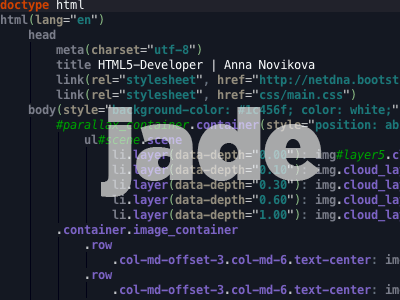 doctype html
html(lang="en")
head
meta(charset="utf-8")
title HTML5-Developer | Anna Novikova
link(rel="stylesheet", href="http://netdna.bootst
link(rel="stylesheet", href="css/main.css")
body(style="background-color: #1c456f; color: white;"
#parallax_container.container(style="position: ab
ul#scene.scene
li.layer(data-depth="0.00"): img#layer5.
li.layer(data-depth= img.cloud_la
li.layer(data-depth="0.30"): img.cloud_la
li.layer(data-depth="0.60"): img.cloud_la
li.layer(data-depth="1.00"): img.cloud_la
.container.image_container
.row
.col-md-offset-3.col-md-6.text-center: im
.row
.col-md-offset-3.col-md-6.text-center: im
Jade